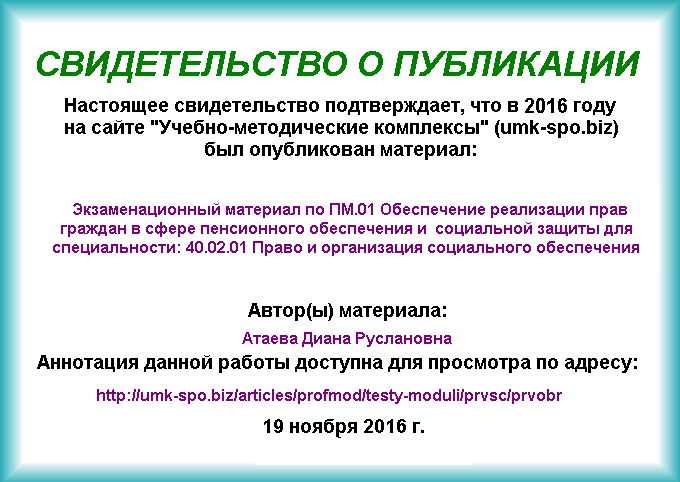 СВИДЕТЕЛЬСТВО О ПУБЛИКАЦИИ
Настоящее свидетельство подтверждает, что в 2016 году
на сайте "Учебно-методические комплексы" (umk-spo.biz)
был опубликован материал:
Экзаменационный материал по ПМ.01 Обеспечение реализации прав
граждан в сфере пенсионного обеспечения и социальной защиты для
специальности: 40.02.01 Право и организация социального обеспечения
Автор(ы) материала:
Атаева Диана Руслановна
Аннотация данной работы доступна для просмотра по адресу:
http://umk-spo.biz/articles/profmod/testy-moduli/prvsc/prvobr
19 ноября 2016 г.